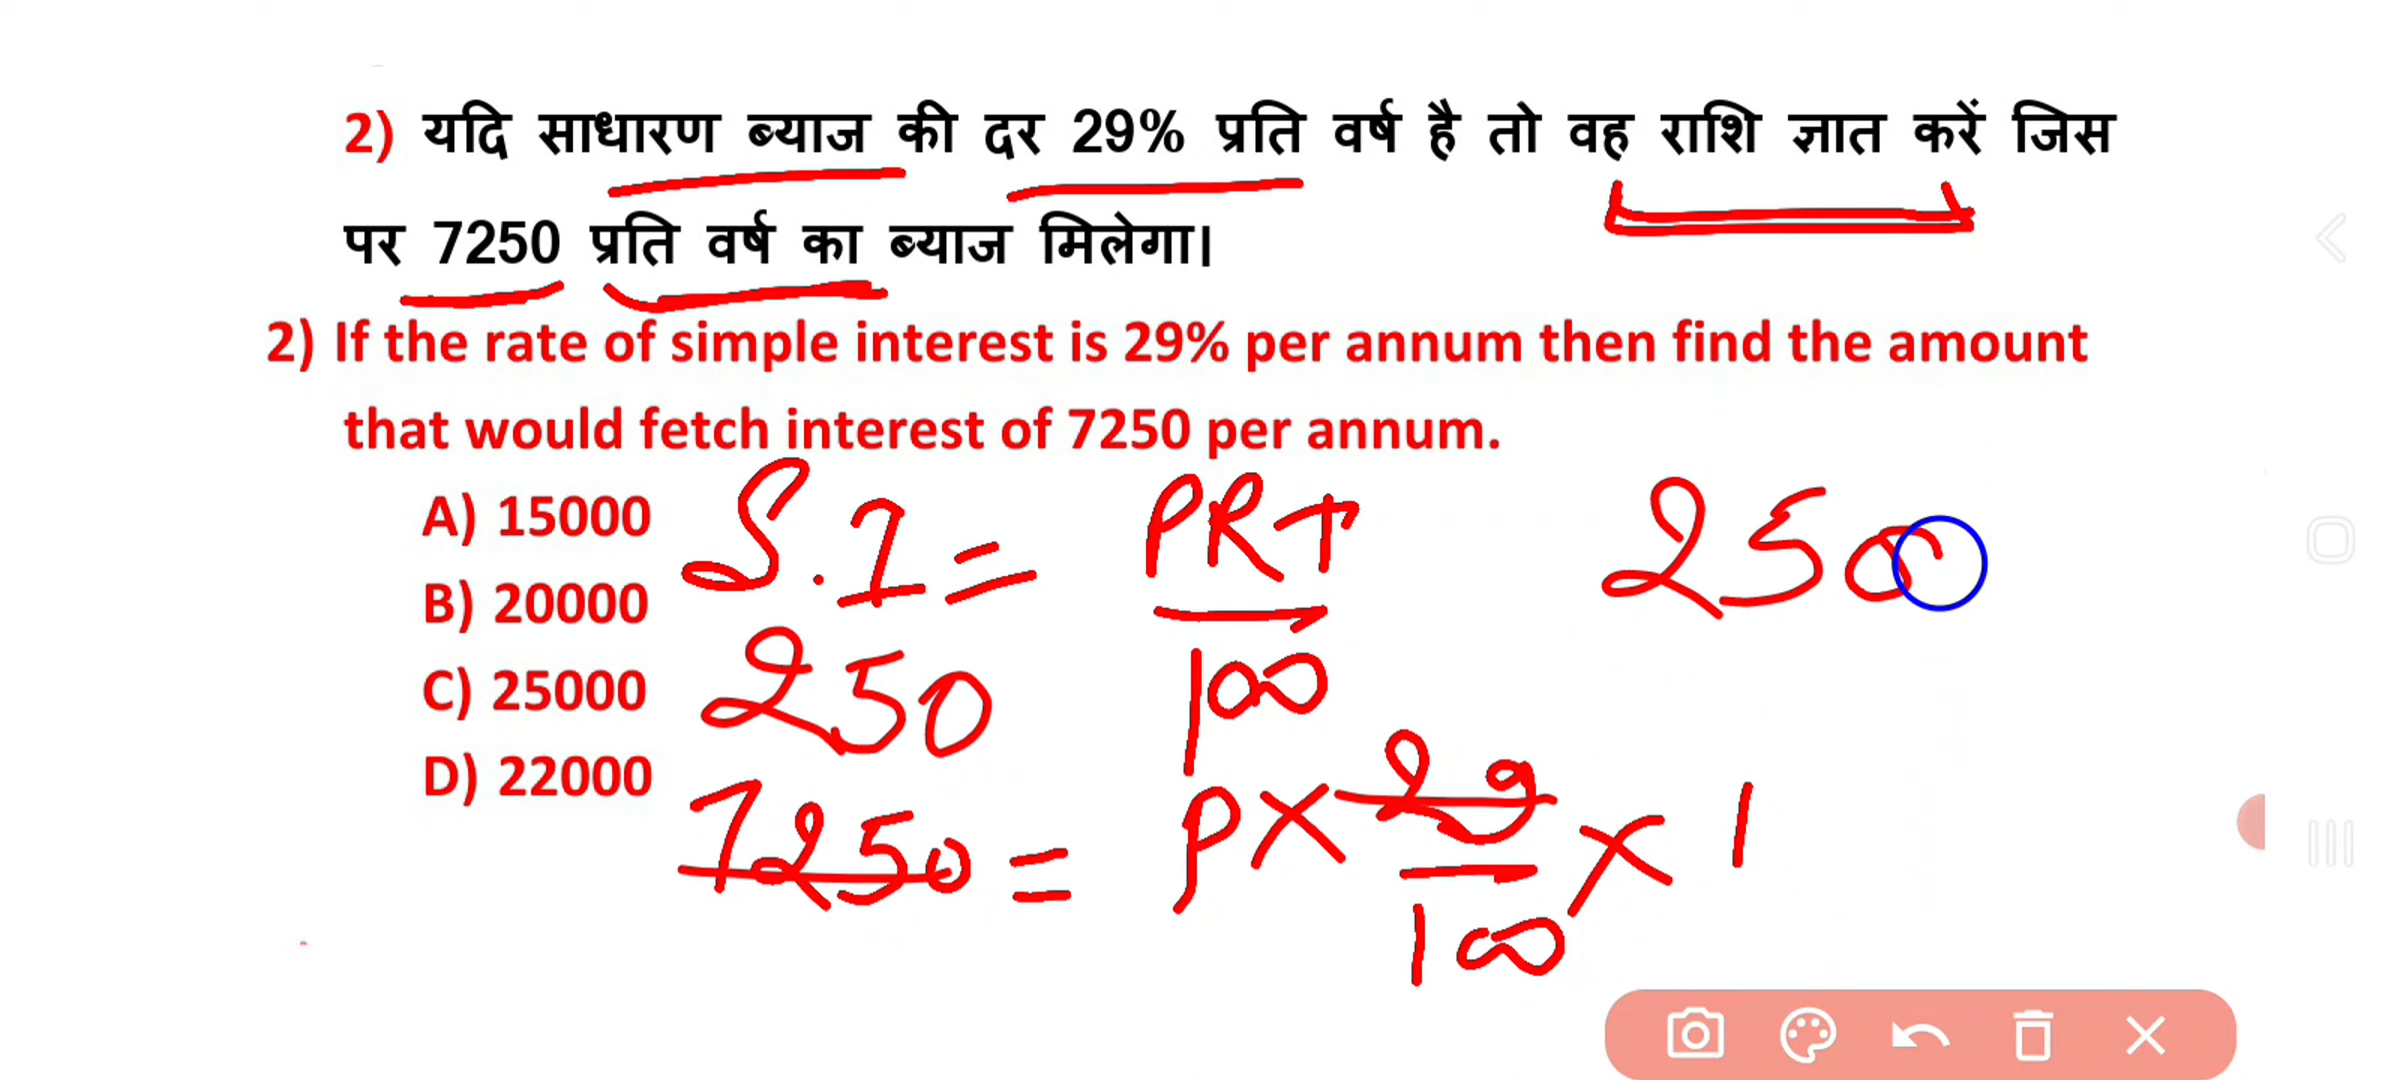 2) यदि साधारण ब्याज की दर 29% प्रति वर्ष है तो वह राशि ज्ञात करें जिस
पर 7250 प्रति वर्ष का ब्याज मिलेगा।
2) If the rate of simple interest is 29% per annum then find the amount
that would fetch interest of 7250 per annum.
A) 15000
B) 20000
C) 25000
D) 22000
S.I = PRT
100
2500
250
7250 = P × 29 × 1
100